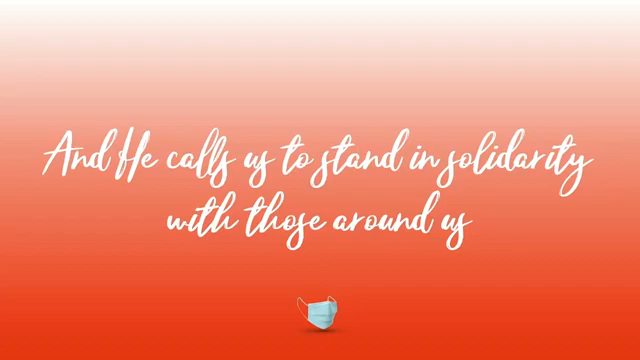 And He calls us to stand in solidarity
with those around us